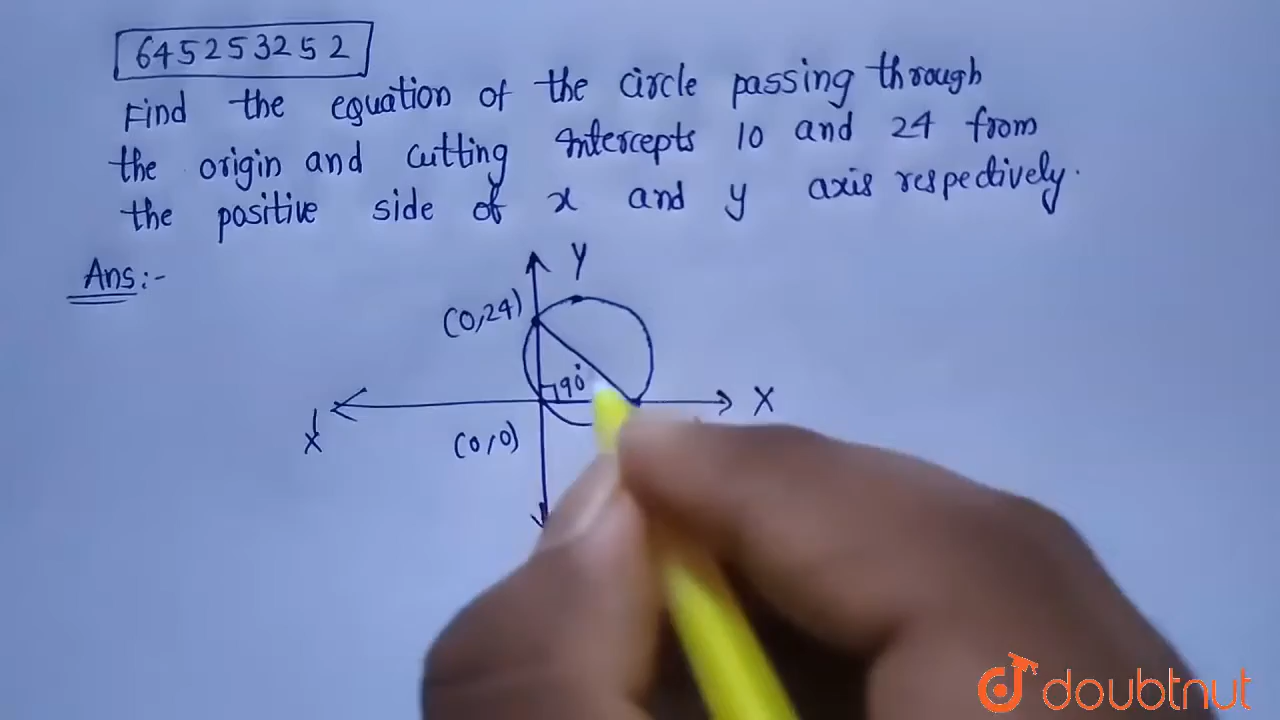 645253252
Find the equation of the circle passing through
the origin and cutting Intercepts 10 and 24 from
the positive side of x and y axis respectively.
Ans:-
Y
(0,24)
90°
X
X'
(0,0)
doubtnut